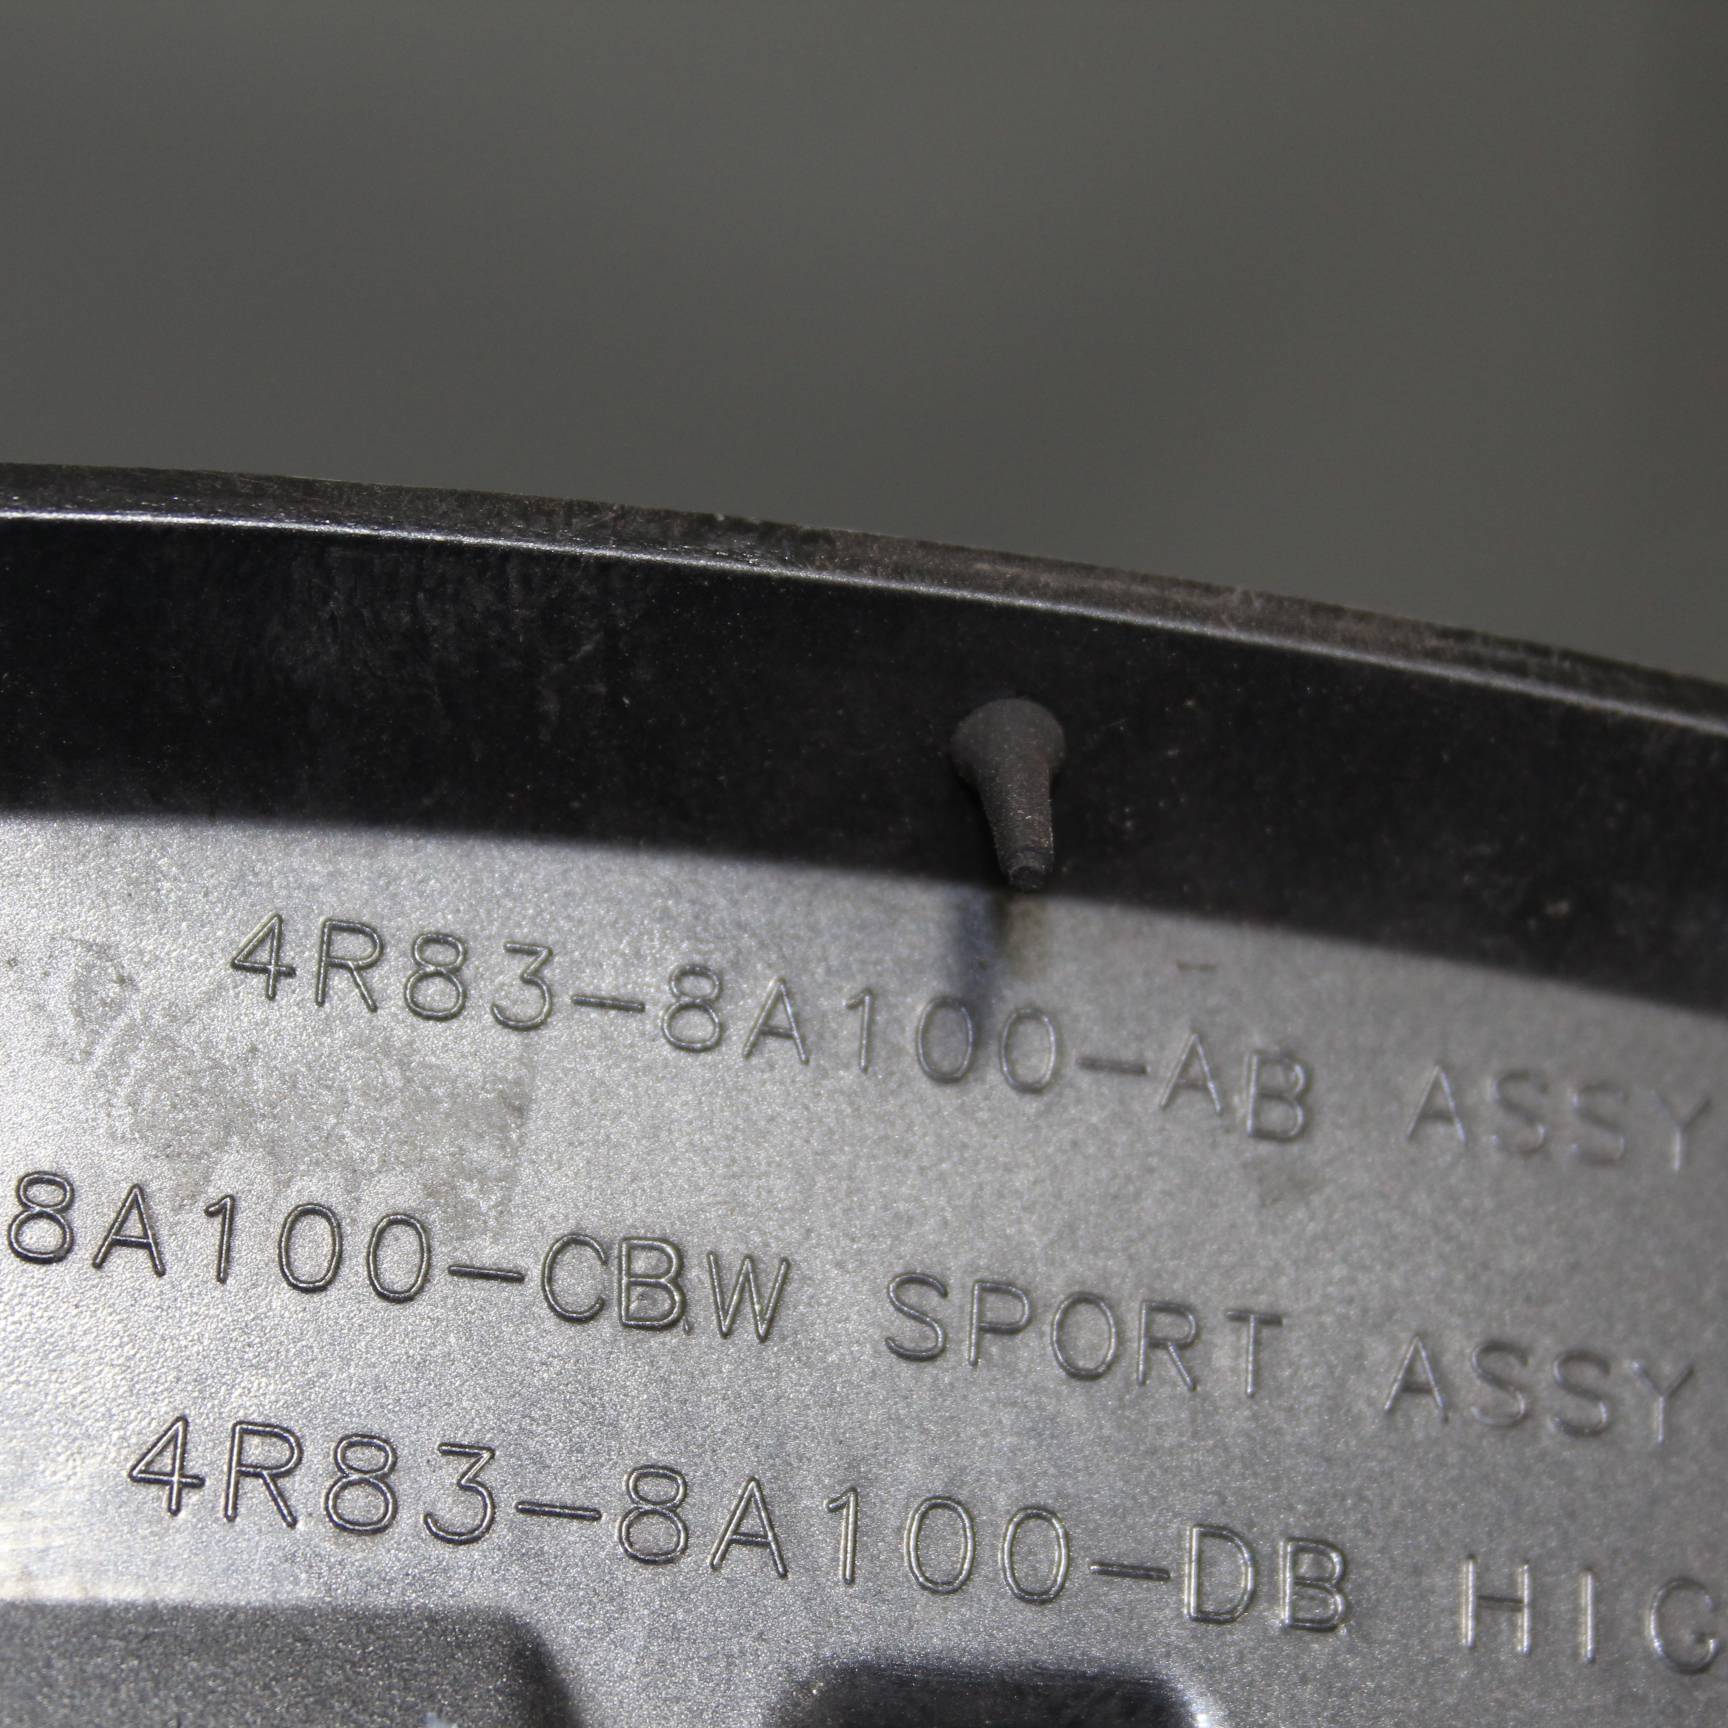 4R83-8A100-AB ASSY
8A100-CBW SPORT ASSY
4R83-8A100-DB HIG